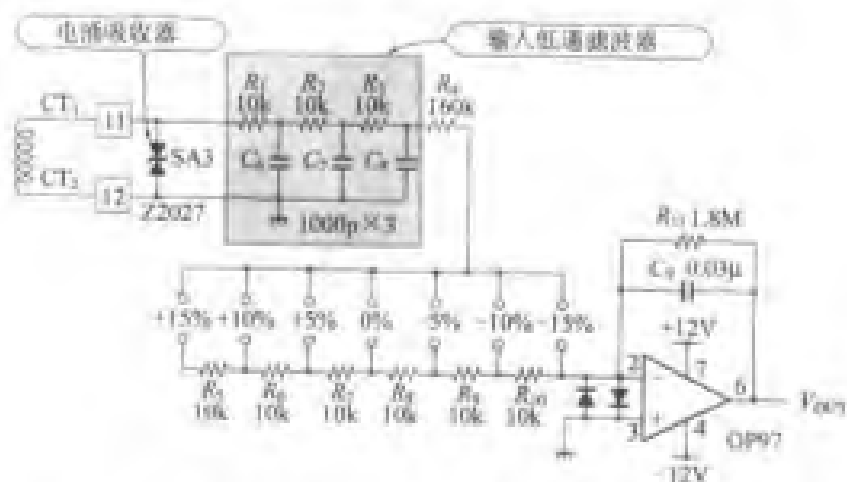 电涌吸收器
输入低通滤波器
R₁ R₂ R₃ R₄
10k 10k 10k 160k
CT₁ 11
SA3
C₆ C₇ C₈
CT₂ 12
Z2027
1000p×3
R₁₁ 1.8M
C₉ 0.03μ
+15% +10% +5% 0% -5% -10% -15%
+12V
2 - 7
6
R₅ R₆ R₇ R₈ R₉ R₁₀
10k 10k 10k 10k 10k 10k
3 + 4
V_OUT
OP97
-12V